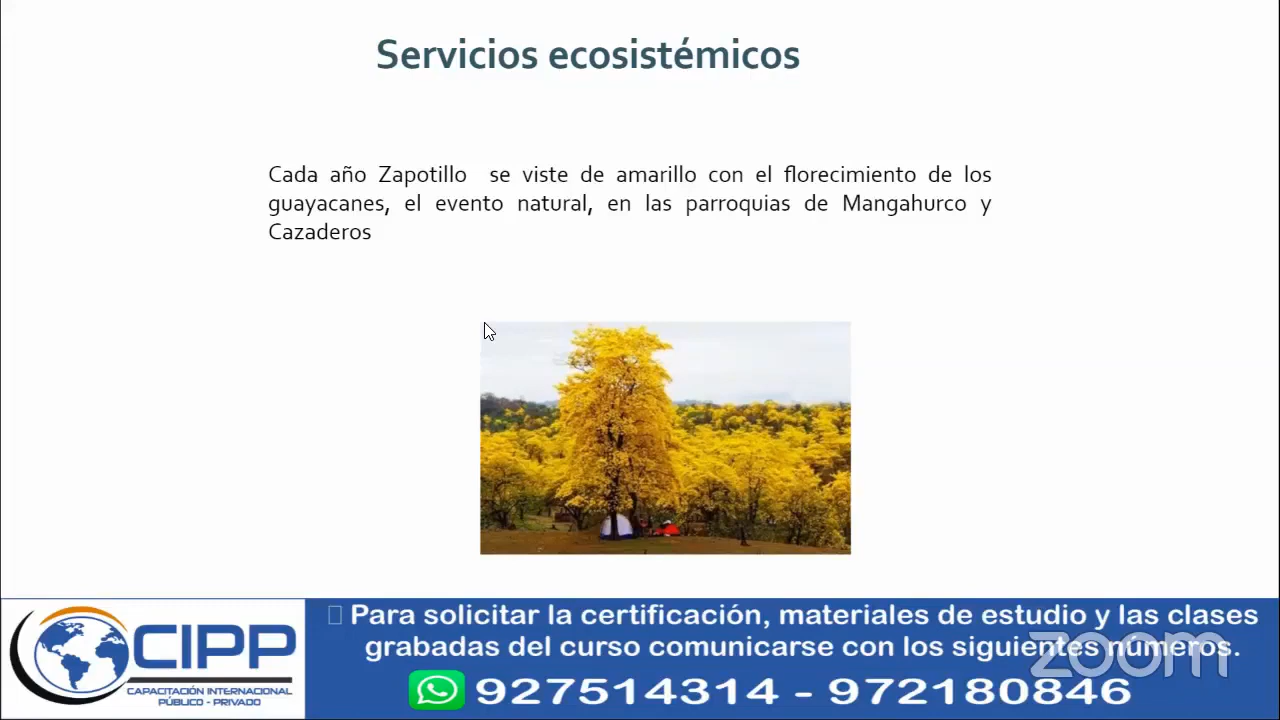 Servicios ecosistémicos
Cada año Zapotillo se viste de amarillo con el florecimiento de los
guayacanes, el evento natural, en las parroquias de Mangahurco y
Cazaderos
CIPP
CAPACITACIÓN INTERNACIONAL
PÚBLICO - PRIVADO
Para solicitar la certificación, materiales de estudio y las clases
grabadas del curso comunicarse con los siguientes números.
zoom
927514314 - 972180846